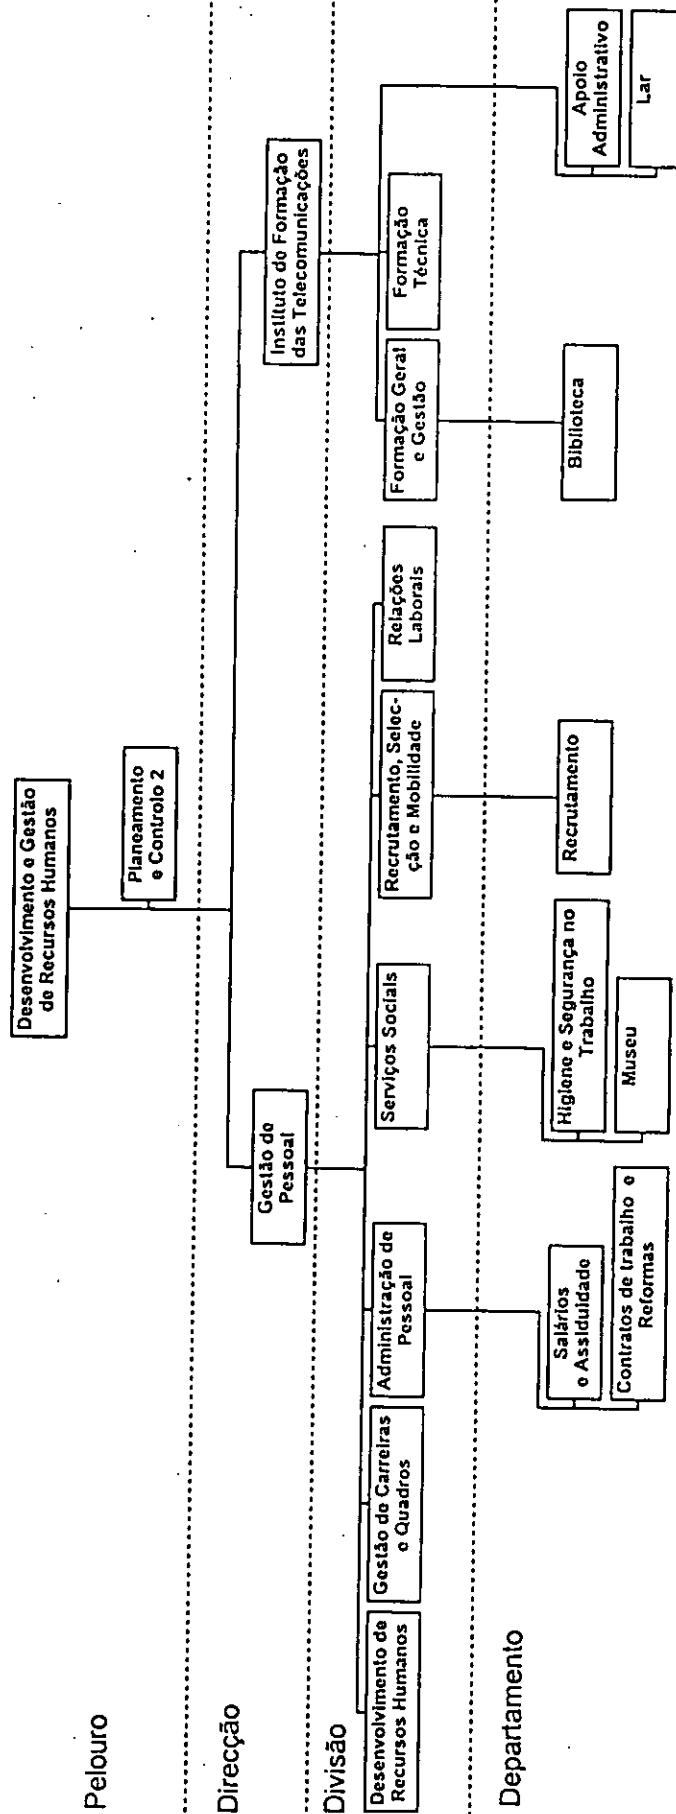 Pelouro
Desenvolvimento e Gestão
de Recursos Humanos
Planeamento
e Controlo 2
Direcção
Gestão de
Pessoal
Instituto de Formação
das Telecomunicações
Divisão
Desenvolvimento de
Recursos Humanos
Gestão de Carreiras
e Quadros
Administração de
Pessoal
Serviços Sociais
Recrutamento, Selec-
ção e Mobilidade
Relações
Laborais
Formação Geral
e Gestão
Formação
Técnica
Departamento
Salários
e Assiduidade
Contratos de trabalho e
Reformas
Higiene e Segurança no
Trabalho
Museu
Recrutamento
Biblioteca
Apoio
Administrativo
Lar